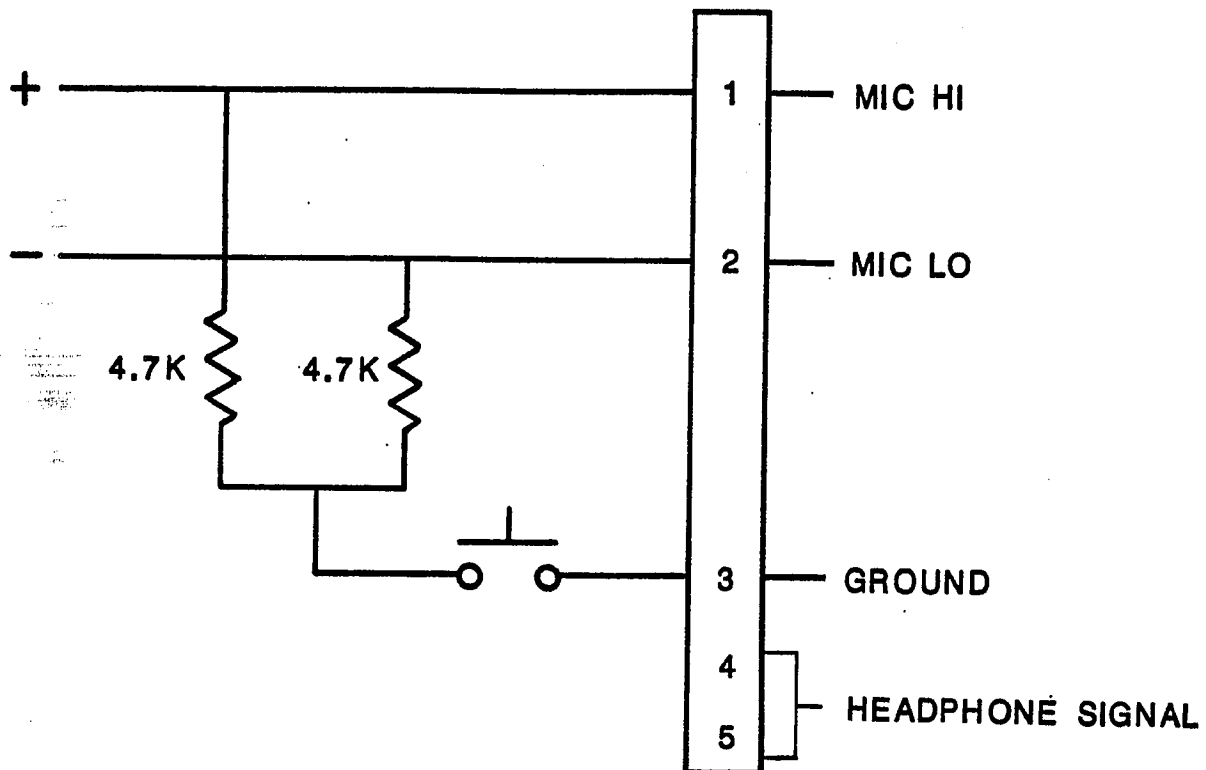 + 1 MIC HI
- 2 MIC LO
4.7K 4.7K
3 GROUND
4
HEADPHONE SIGNAL
5